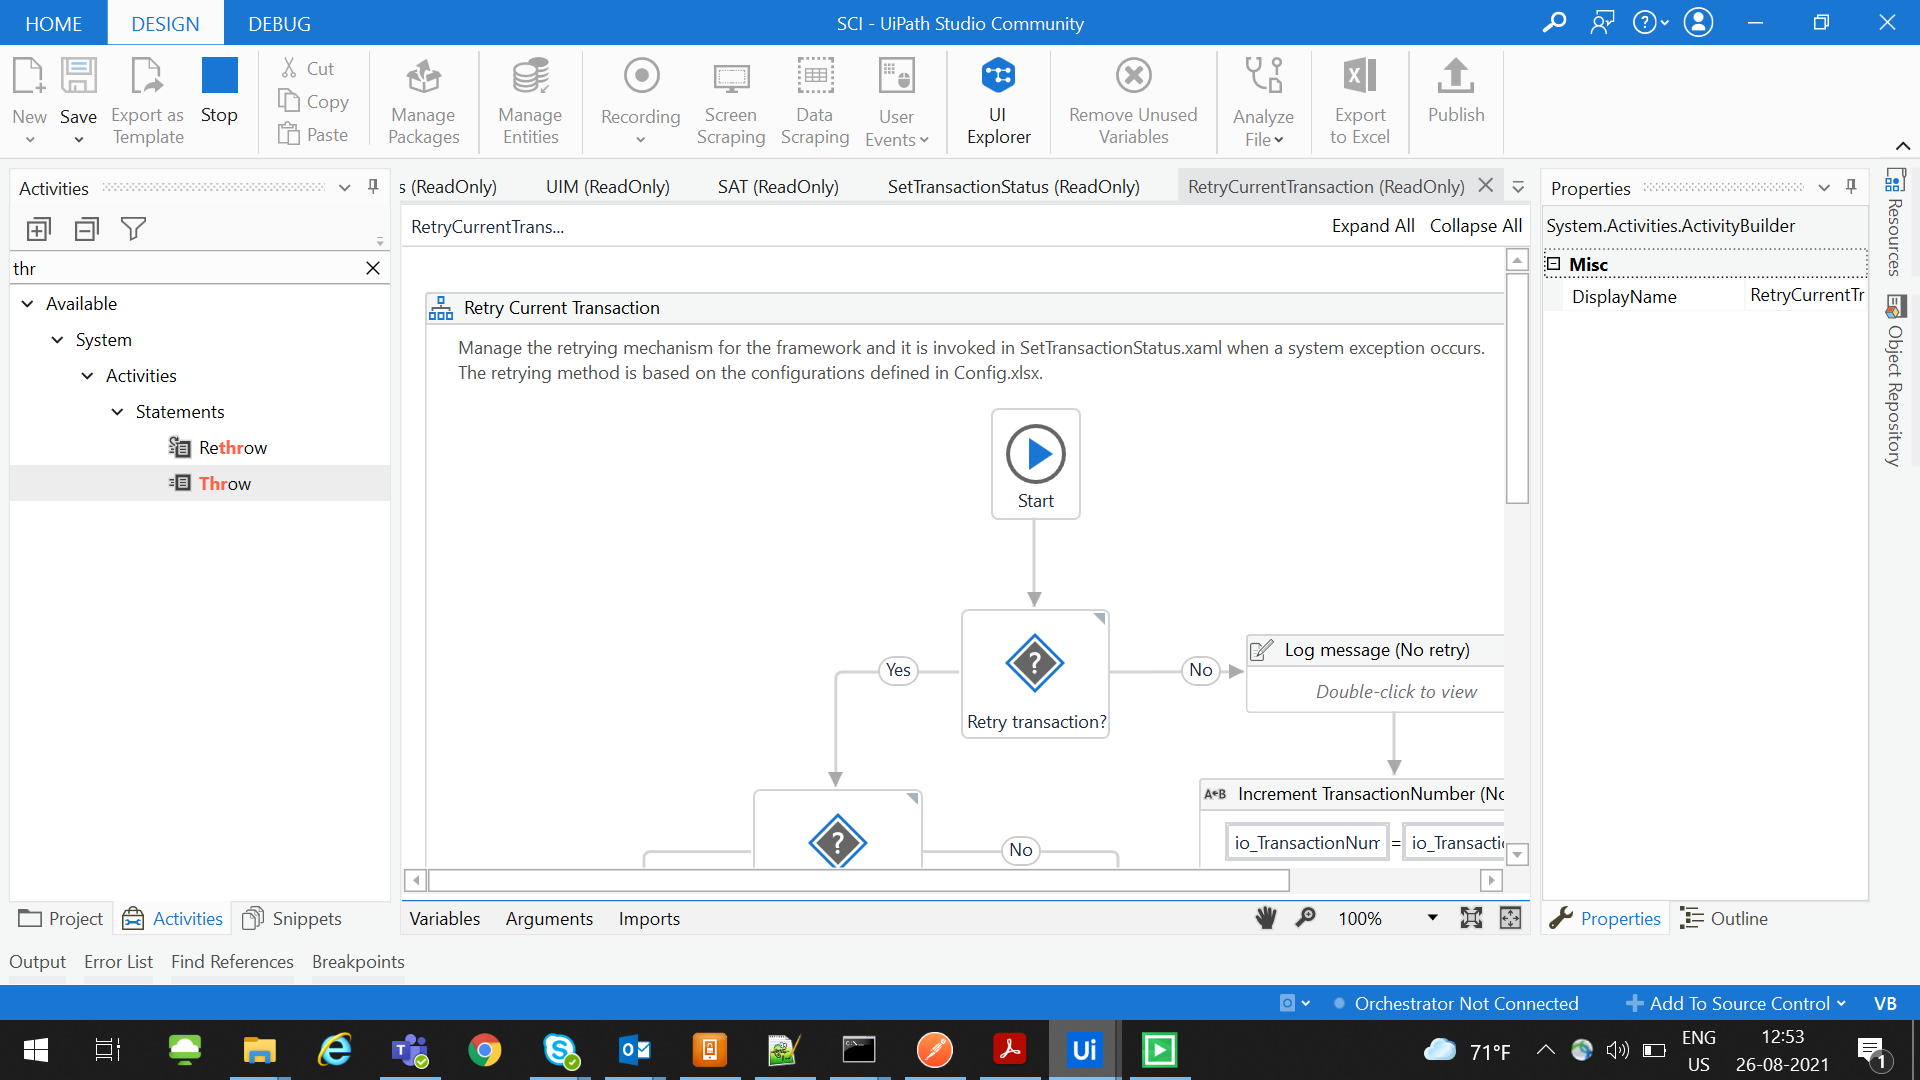 HOME DESIGN DEBUG SCI - UiPath Studio Community
New Save Export as Template Stop Cut Copy Paste Manage Packages Manage Entities Recording Screen Scraping Data Scraping User Events UI Explorer Remove Unused Variables Analyze File Export to Excel Publish
Activities
thr
Available
System
Activities
Statements
Rethrow
Throw
s (ReadOnly) UIM (ReadOnly) SAT (ReadOnly) SetTransactionStatus (ReadOnly) RetryCurrentTransaction (ReadOnly)
RetryCurrentTrans... Expand All Collapse All
Retry Current Transaction
Manage the retrying mechanism for the framework and it is invoked in SetTransactionStatus.xaml when a system exception occurs.
The retrying method is based on the configurations defined in Config.xlsx.
Start
Yes
Retry transaction?
No
Log message (No retry)
Double-click to view
No
A B Increment TransactionNumber (No
io_TransactionNum = io_Transactio
Properties
System.Activities.ActivityBuilder
Misc
DisplayName RetryCurrentTr
Resources
Object Repository
Project Activities Snippets
Variables Arguments Imports 100%
Properties Outline
Output Error List Find References Breakpoints
Orchestrator Not Connected Add To Source Control VB
Ui 71°F ENG US 12:53 26-08-2021 1